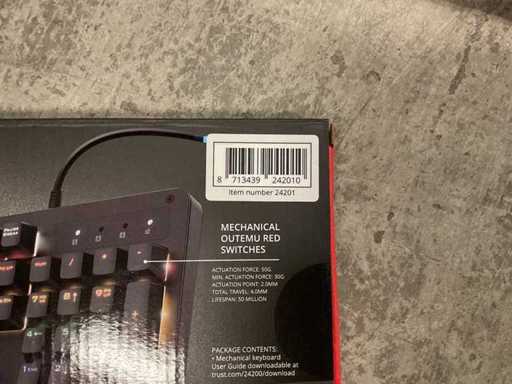 8 713439 242010
Item number 24201
MECHANICAL
OUTEMU RED
SWITCHES
ACTUATION FORCE: 50G
MIN. ACTUATION FORCE: 30G
ACTUATION POINT: 2.0MM
TOTAL TRAVEL: 4.0MM
LIFESPAN: 50 MILLION
PACKAGE CONTENTS:
• Mechanical keyboard
User Guide downloadable at
trust.com/24200/download